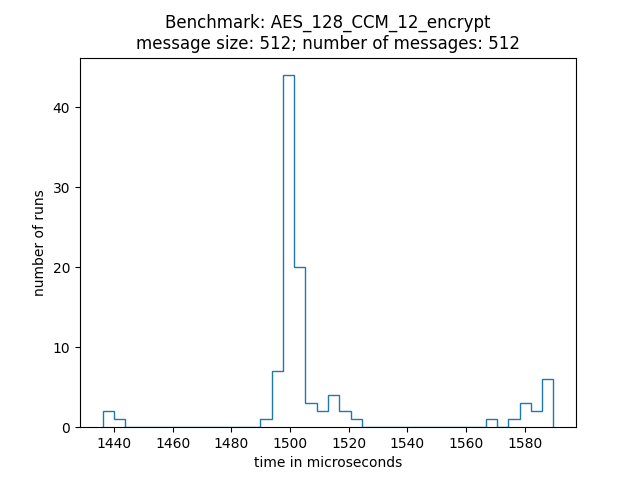 Benchmark: AES_128_CCM_12_encrypt
message size: 512; number of messages: 512
number of runs
40
30
20
10
0
1440 1460 1480 1500 1520 1540 1560 1580
time in microseconds